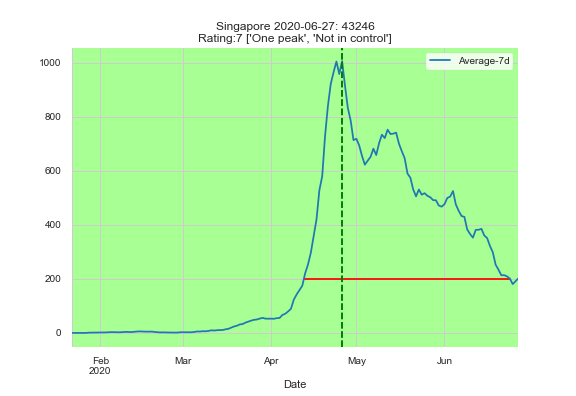 Singapore 2020-06-27: 43246
Rating:7 ['One peak', 'Not in control']
Average-7d
1000
800
600
400
200
0
Feb
2020
Mar
Apr
May
Jun
Date